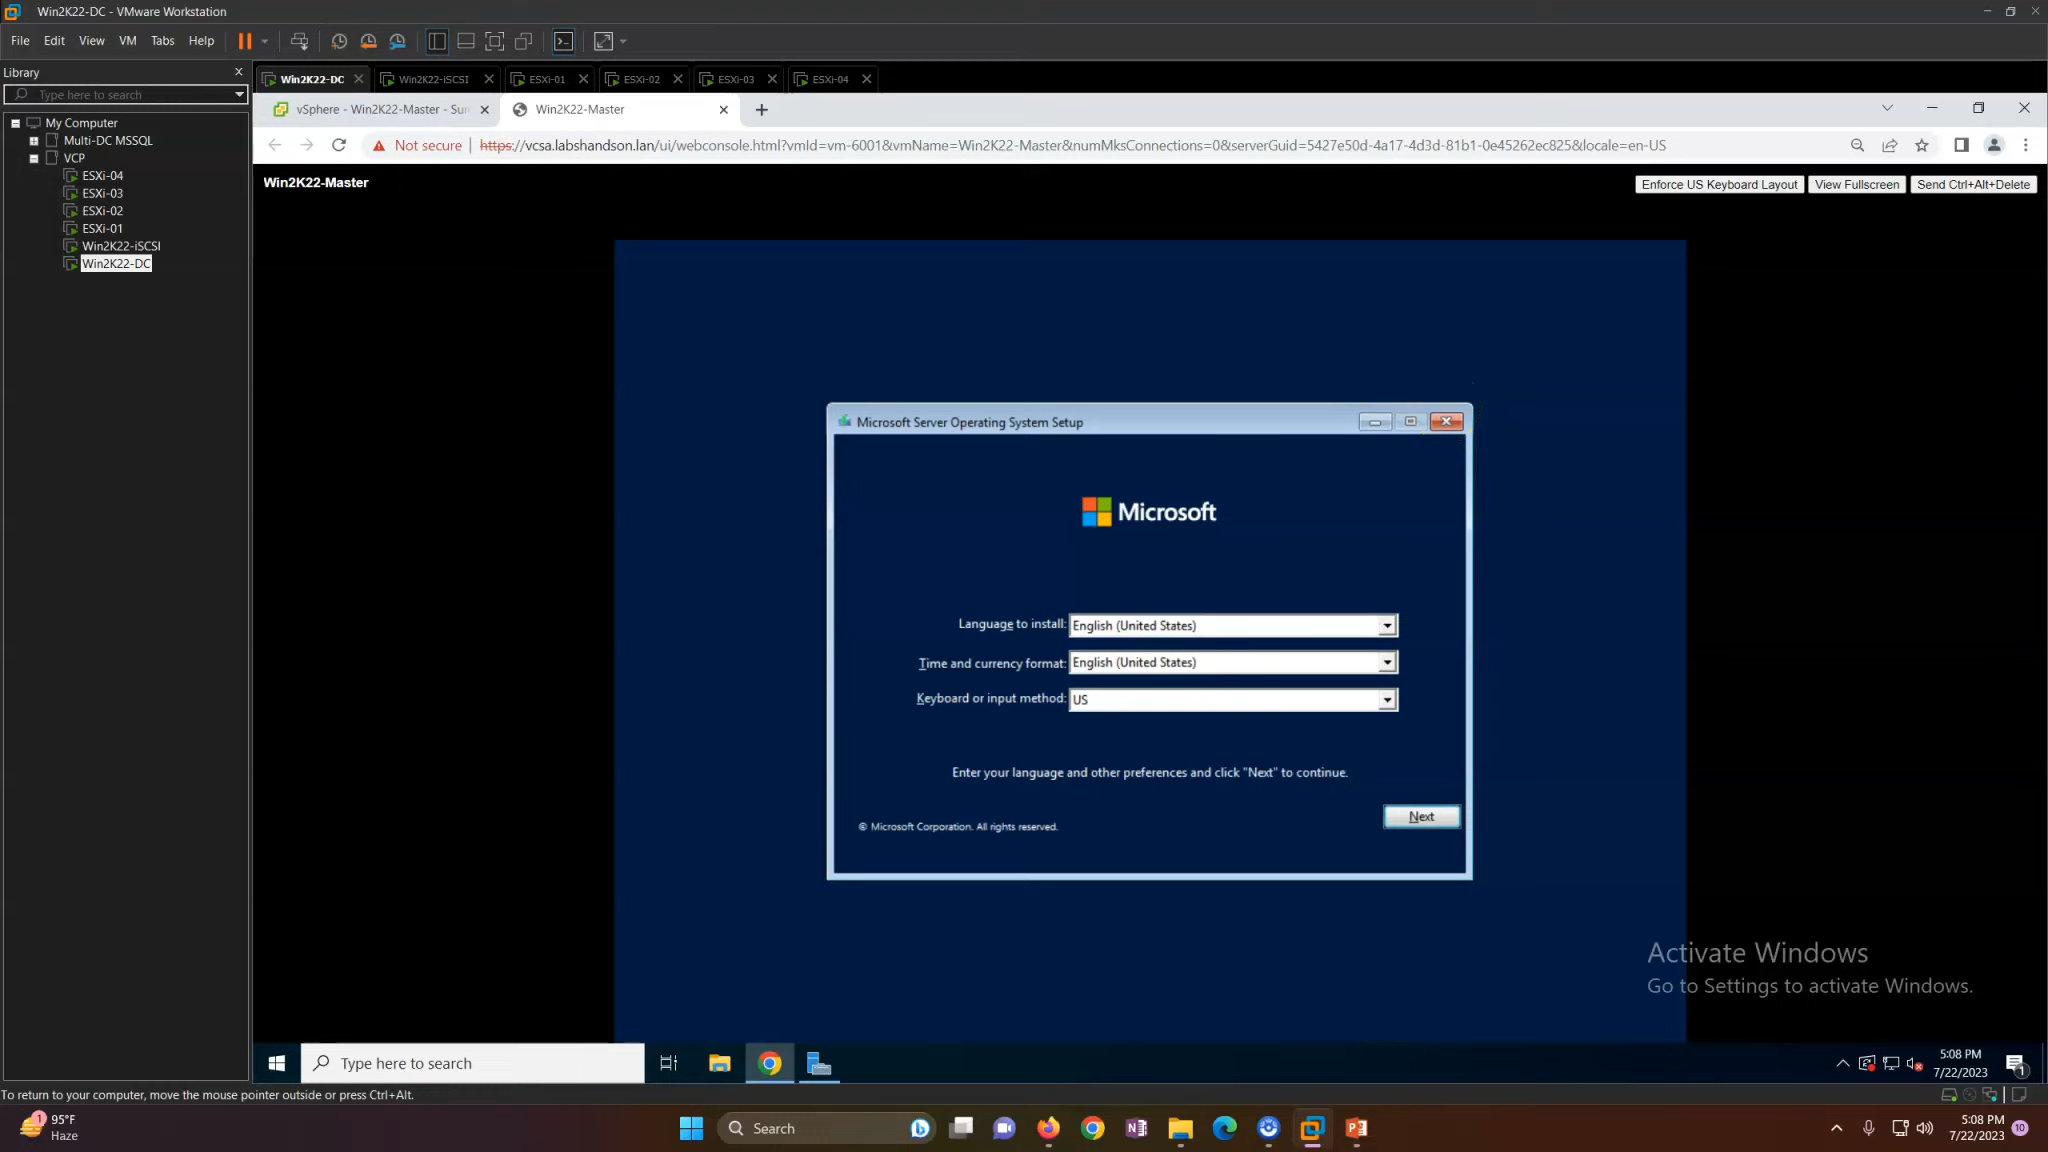 Win2K22-DC - VMware Workstation
File Edit View VM Tabs Help
Library
Type here to search
My Computer
Multi-DC MSSQL
VCP
ESXi-04
ESXi-03
ESXi-02
ESXi-01
Win2K22-iSCSI
Win2K22-DC
Win2K22-DC Win2K22-iSCSI ESXi-01 ESXi-02 ESXi-03 ESXi-04
vSphere - Win2K22-Master - Sum Win2K22-Master
Not secure | https://vcsa.labshandson.lan/ui/webconsole.html?vmId=vm-6001&vmName=Win2K22-Master&numMksConnections=0&serverGuid=5427e50d-4a17-4d3d-81b1-0e45262ec825&locale=en-US
Win2K22-Master
Enforce US Keyboard Layout View Fullscreen Send Ctrl+Alt+Delete
Microsoft Server Operating System Setup
Microsoft
Language to install: English (United States)
Time and currency format: English (United States)
Keyboard or input method: US
Enter your language and other preferences and click "Next" to continue.
© Microsoft Corporation. All rights reserved.
Next
Activate Windows
Go to Settings to activate Windows.
Type here to search
5:08 PM
7/22/2023
1
To return to your computer, move the mouse pointer outside or press Ctrl+Alt.
1
95°F
Haze
Search
5:08 PM
7/22/2023
10